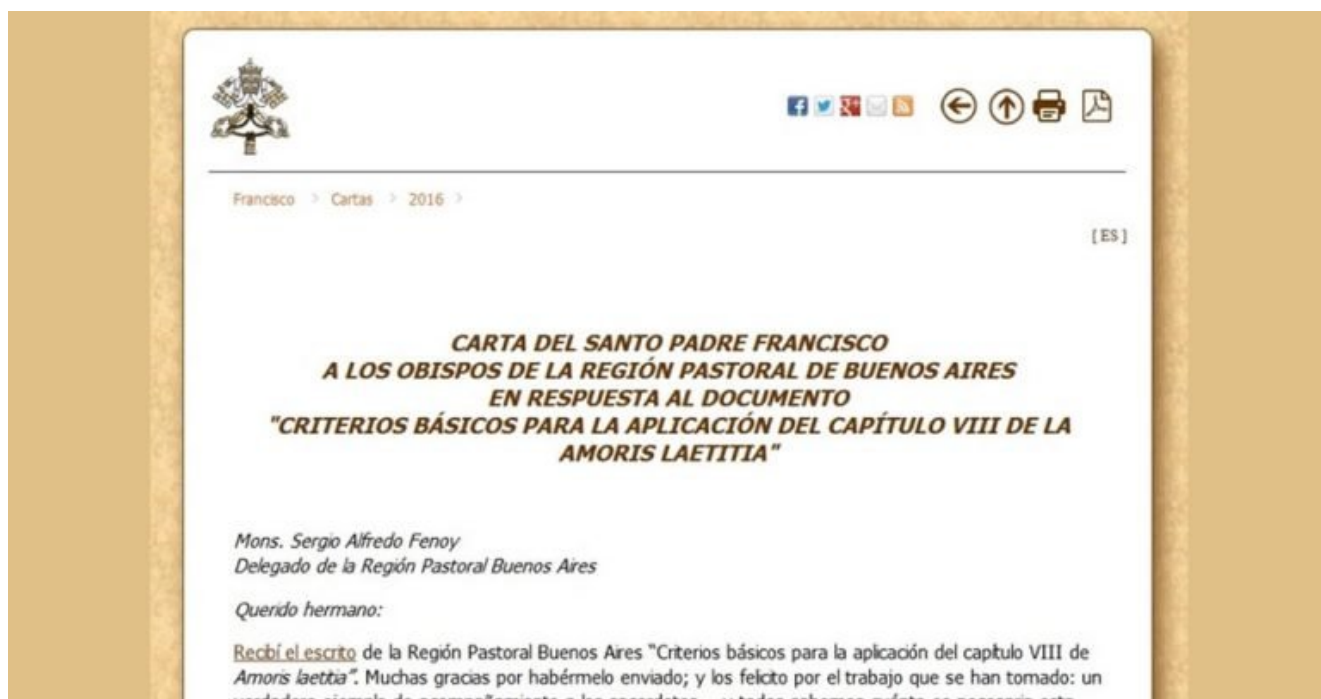 Francisco > Cartas > 2016 >
[ ES ]
CARTA DEL SANTO PADRE FRANCISCO
A LOS OBISPOS DE LA REGIÓN PASTORAL DE BUENOS AIRES
EN RESPUESTA AL DOCUMENTO
"CRITERIOS BÁSICOS PARA LA APLICACIÓN DEL CAPÍTULO VIII DE LA
AMORIS LAETITIA"
Mons. Sergio Alfredo Fenoy
Delegado de la Región Pastoral Buenos Aires
Querido hermano:
Recibí el escrito de la Región Pastoral Buenos Aires "Criterios básicos para la aplicación del capítulo VIII de
Amoris laetitia". Muchas gracias por habérmelo enviado; y los felicito por el trabajo que se han tomado: un